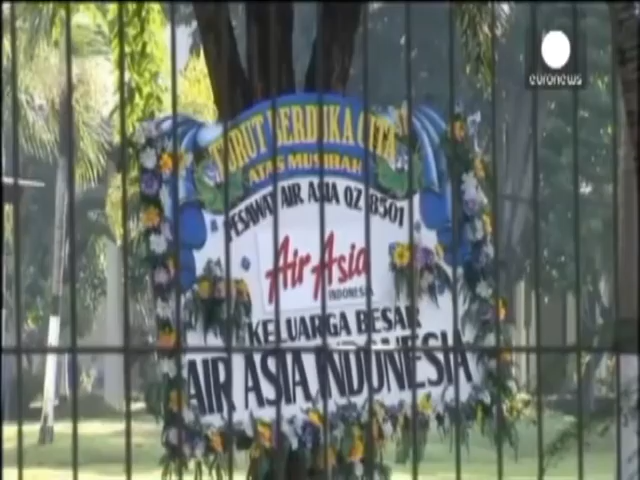 euronews
TURUT BERDUKA CITA
ATAS MUSIBAH
PESAWAT AIR ASIA QZ 8501
AirAsia
INDONESIA
KELUARGA BESAR
AIR ASIA INDONESIA